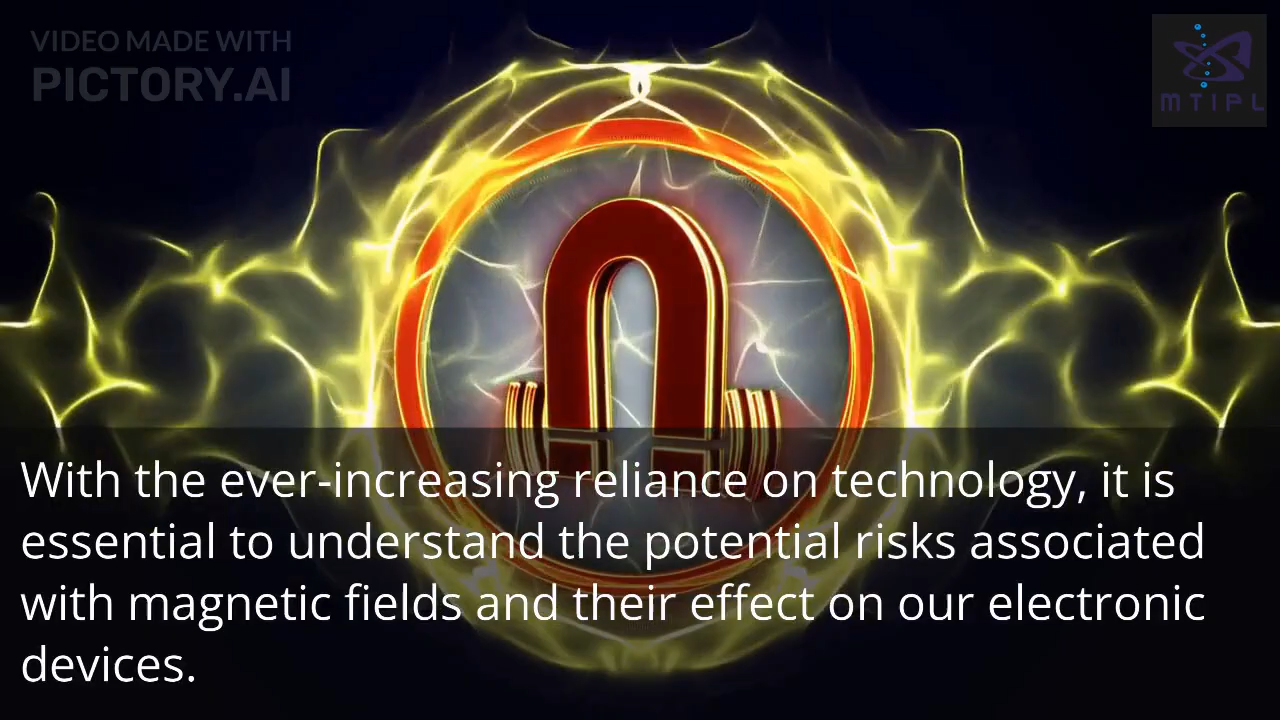 VIDEO MADE WITH
PICTORY.AI
MTIPL
With the ever-increasing reliance on technology, it is
essential to understand the potential risks associated
with magnetic fields and their effect on our electronic
devices.